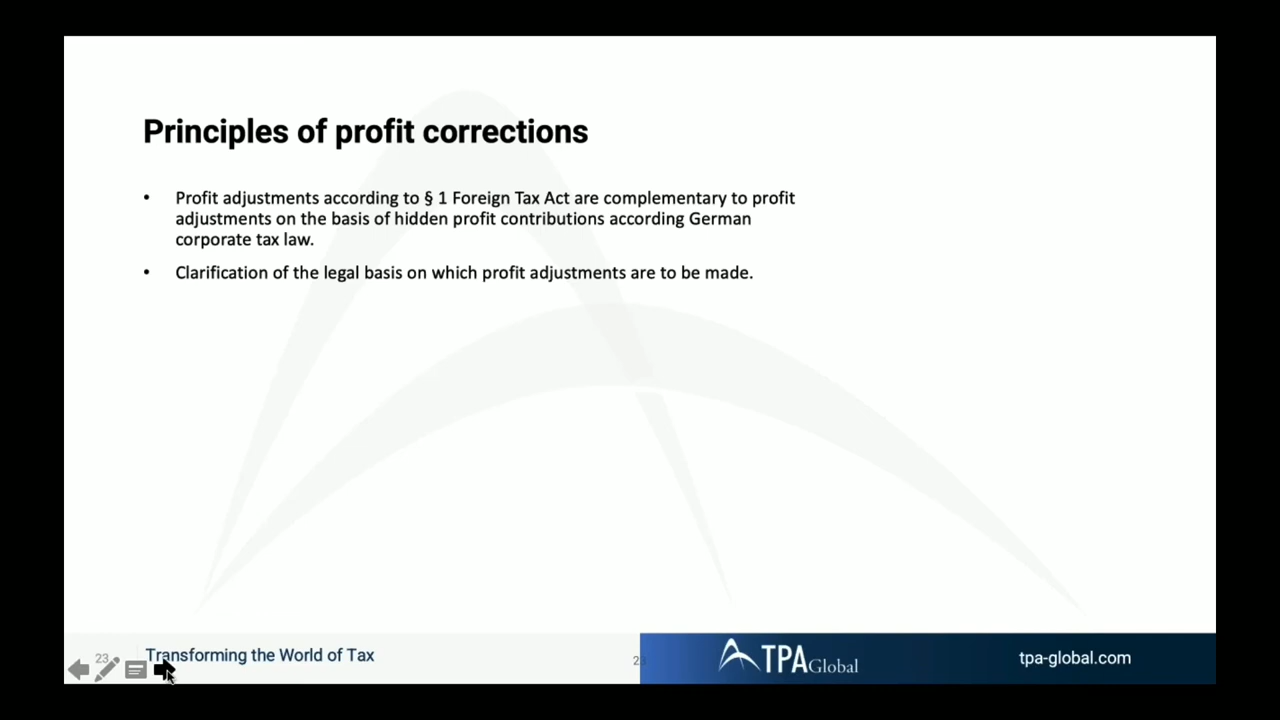 Principles of profit corrections
• Profit adjustments according to § 1 Foreign Tax Act are complementary to profit
adjustments on the basis of hidden profit contributions according German
corporate tax law.
• Clarification of the legal basis on which profit adjustments are to be made.
23
Transforming the World of Tax
TPA Global
tpa-global.com